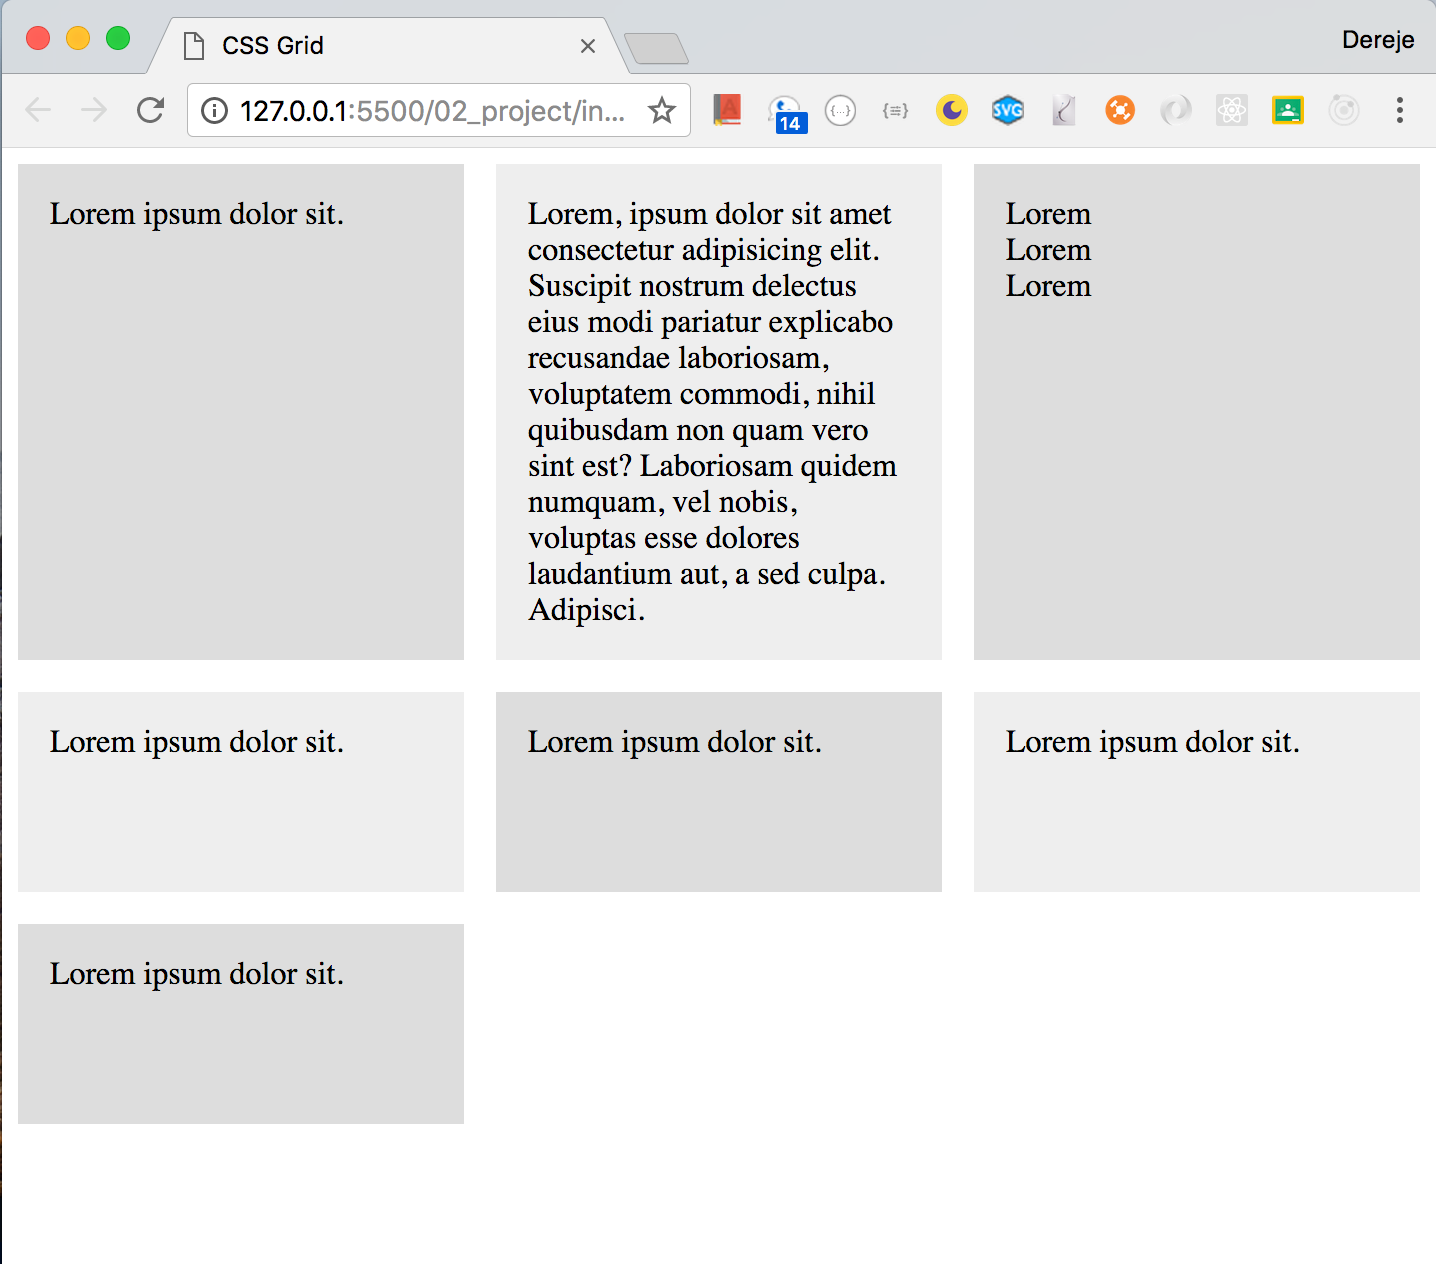 CSS Grid
Dereje
127.0.0.1:5500/02_project/in...
14
{...}
SVG
Lorem ipsum dolor sit.
Lorem, ipsum dolor sit amet
consectetur adipisicing elit.
Suscipit nostrum delectus
eius modi pariatur explicabo
recusandae laboriosam,
voluptatem commodi, nihil
quibusdam non quam vero
sint est? Laboriosam quidem
numquam, vel nobis,
voluptas esse dolores
laudantium aut, a sed culpa.
Adipisci.
Lorem
Lorem
Lorem
Lorem ipsum dolor sit.
Lorem ipsum dolor sit.
Lorem ipsum dolor sit.
Lorem ipsum dolor sit.